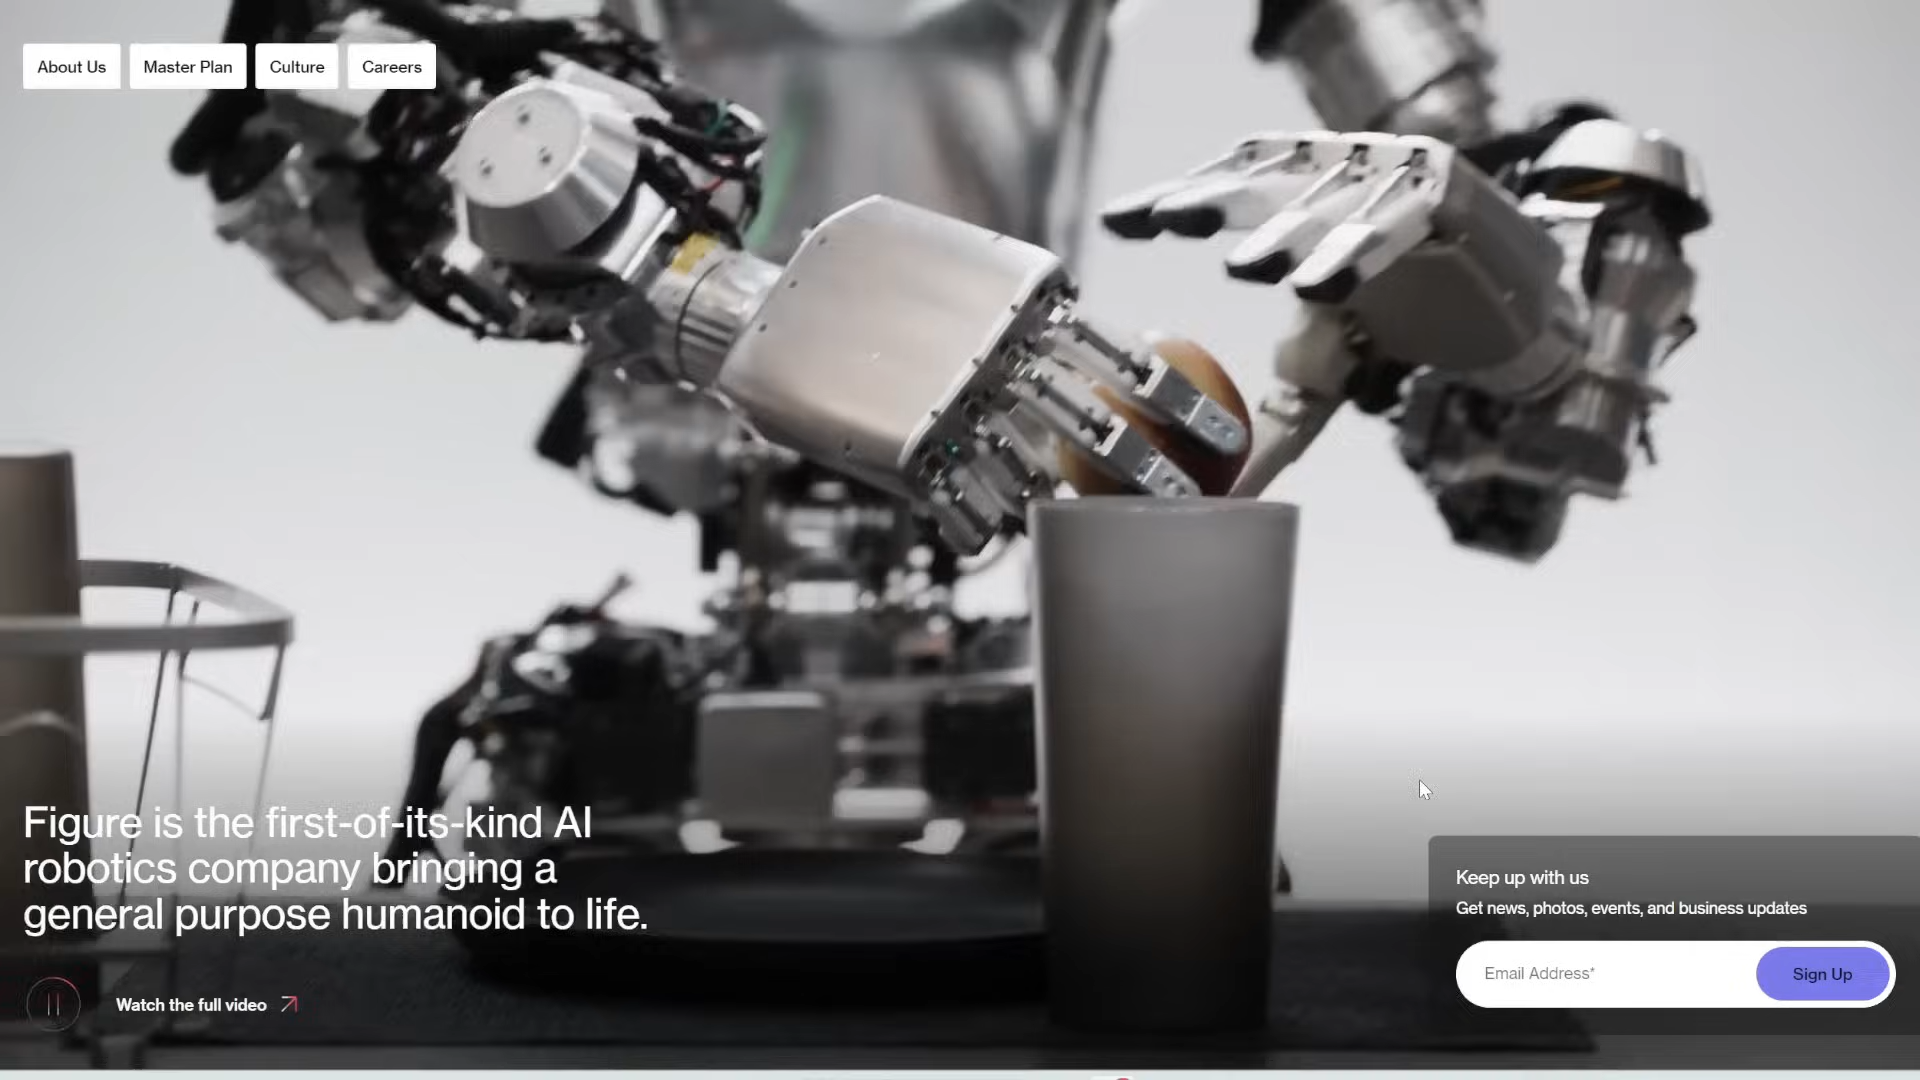 About Us
Master Plan
Culture
Careers
Figure is the first-of-its-kind AI
robotics company bringing a
general purpose humanoid to life.
Watch the full video
Keep up with us
Get news, photos, events, and business updates
Email Address*
Sign Up